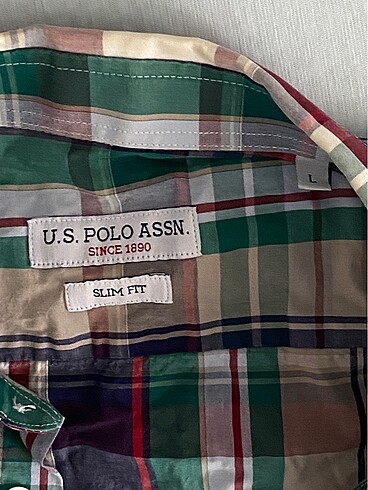 L
U.S. POLO ASSN.
SINCE 1890
SLIM FIT